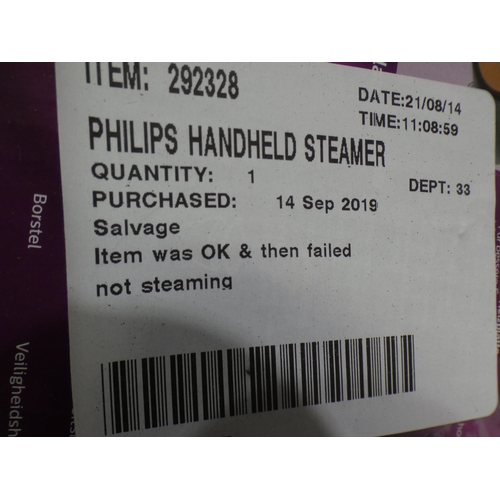 ITEM: 292328
DATE:21/08/14
TIME:11:08:59
PHILIPS HANDHELD STEAMER
QUANTITY: 1
DEPT: 33
PURCHASED: 14 Sep 2019
Salvage
Item was OK & then failed
not steaming
Borstel